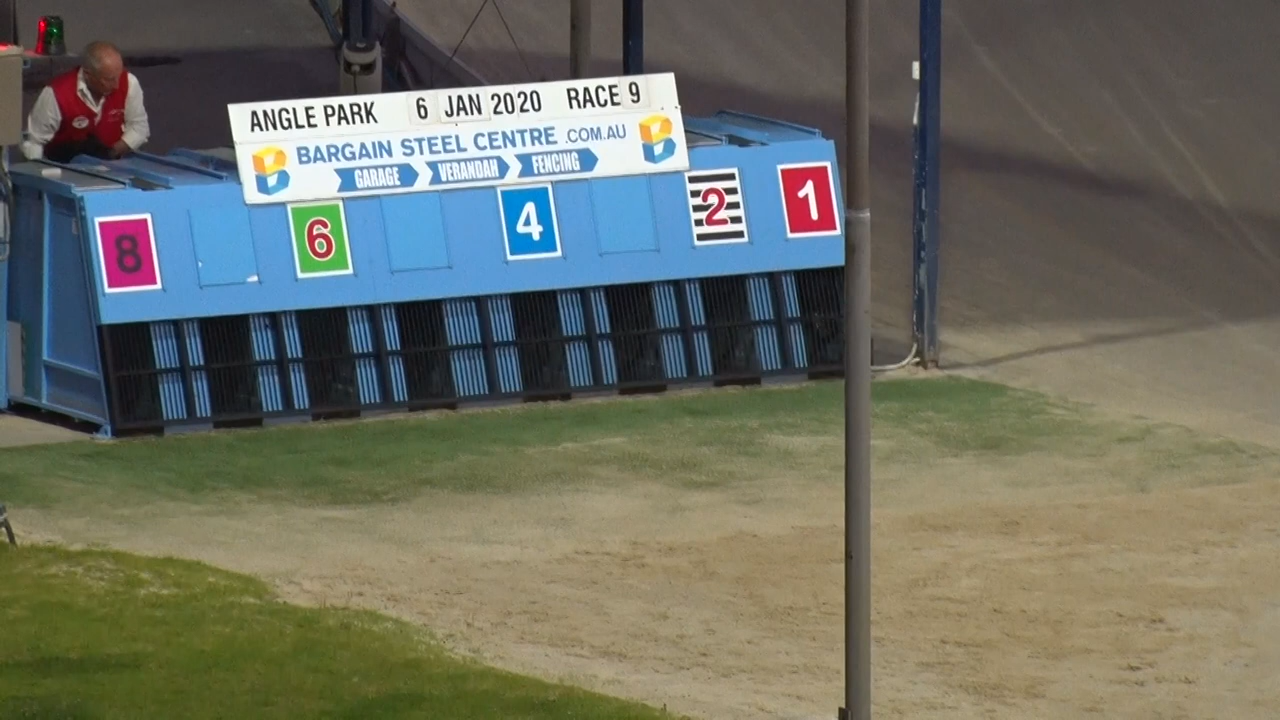 ANGLE PARK 6 JAN 2020 RACE 9
BARGAIN STEEL CENTRE .COM.AU
GARAGE VERANDAH FENCING
8 6 4 2 1